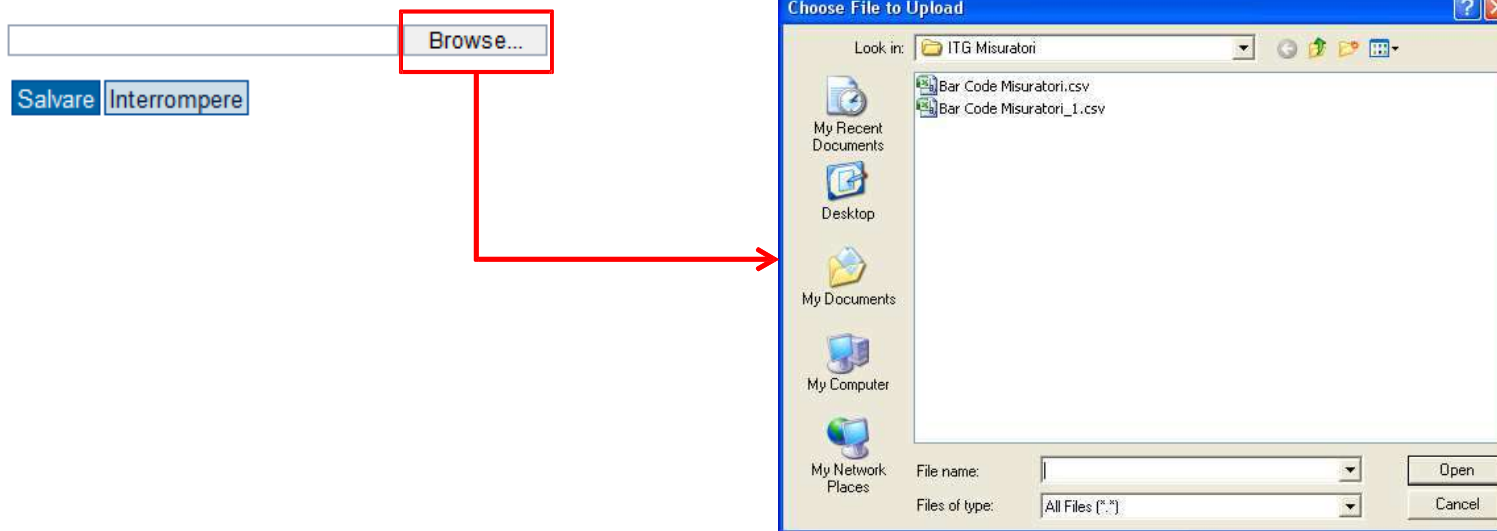 Browse...
Salvare Interrompere
Choose File to Upload
Look in: ITG Misuratori
Bar Code Misuratori.csv
Bar Code Misuratori_1.csv
My Recent
Documents
Desktop
My Documents
My Computer
My Network
Places
File name:
Open
Files of type: All Files (*.*)
Cancel